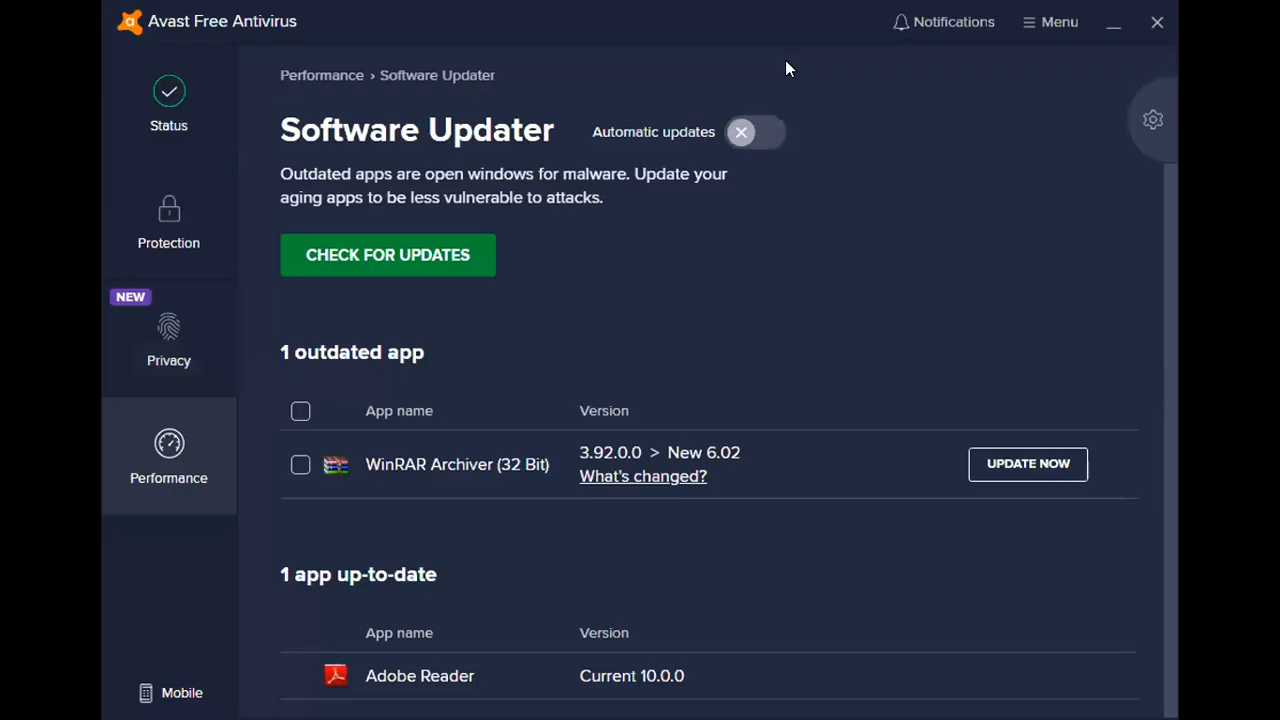 Avast Free Antivirus
Notifications
Menu
Status
Protection
NEW
Privacy
Performance
Mobile
Performance › Software Updater
Software Updater
Automatic updates
Outdated apps are open windows for malware. Update your
aging apps to be less vulnerable to attacks.
CHECK FOR UPDATES
1 outdated app
App name Version
WinRAR Archiver (32 Bit) 3.92.0.0 > New 6.02
What's changed?
UPDATE NOW
1 app up-to-date
App name Version
Adobe Reader Current 10.0.0